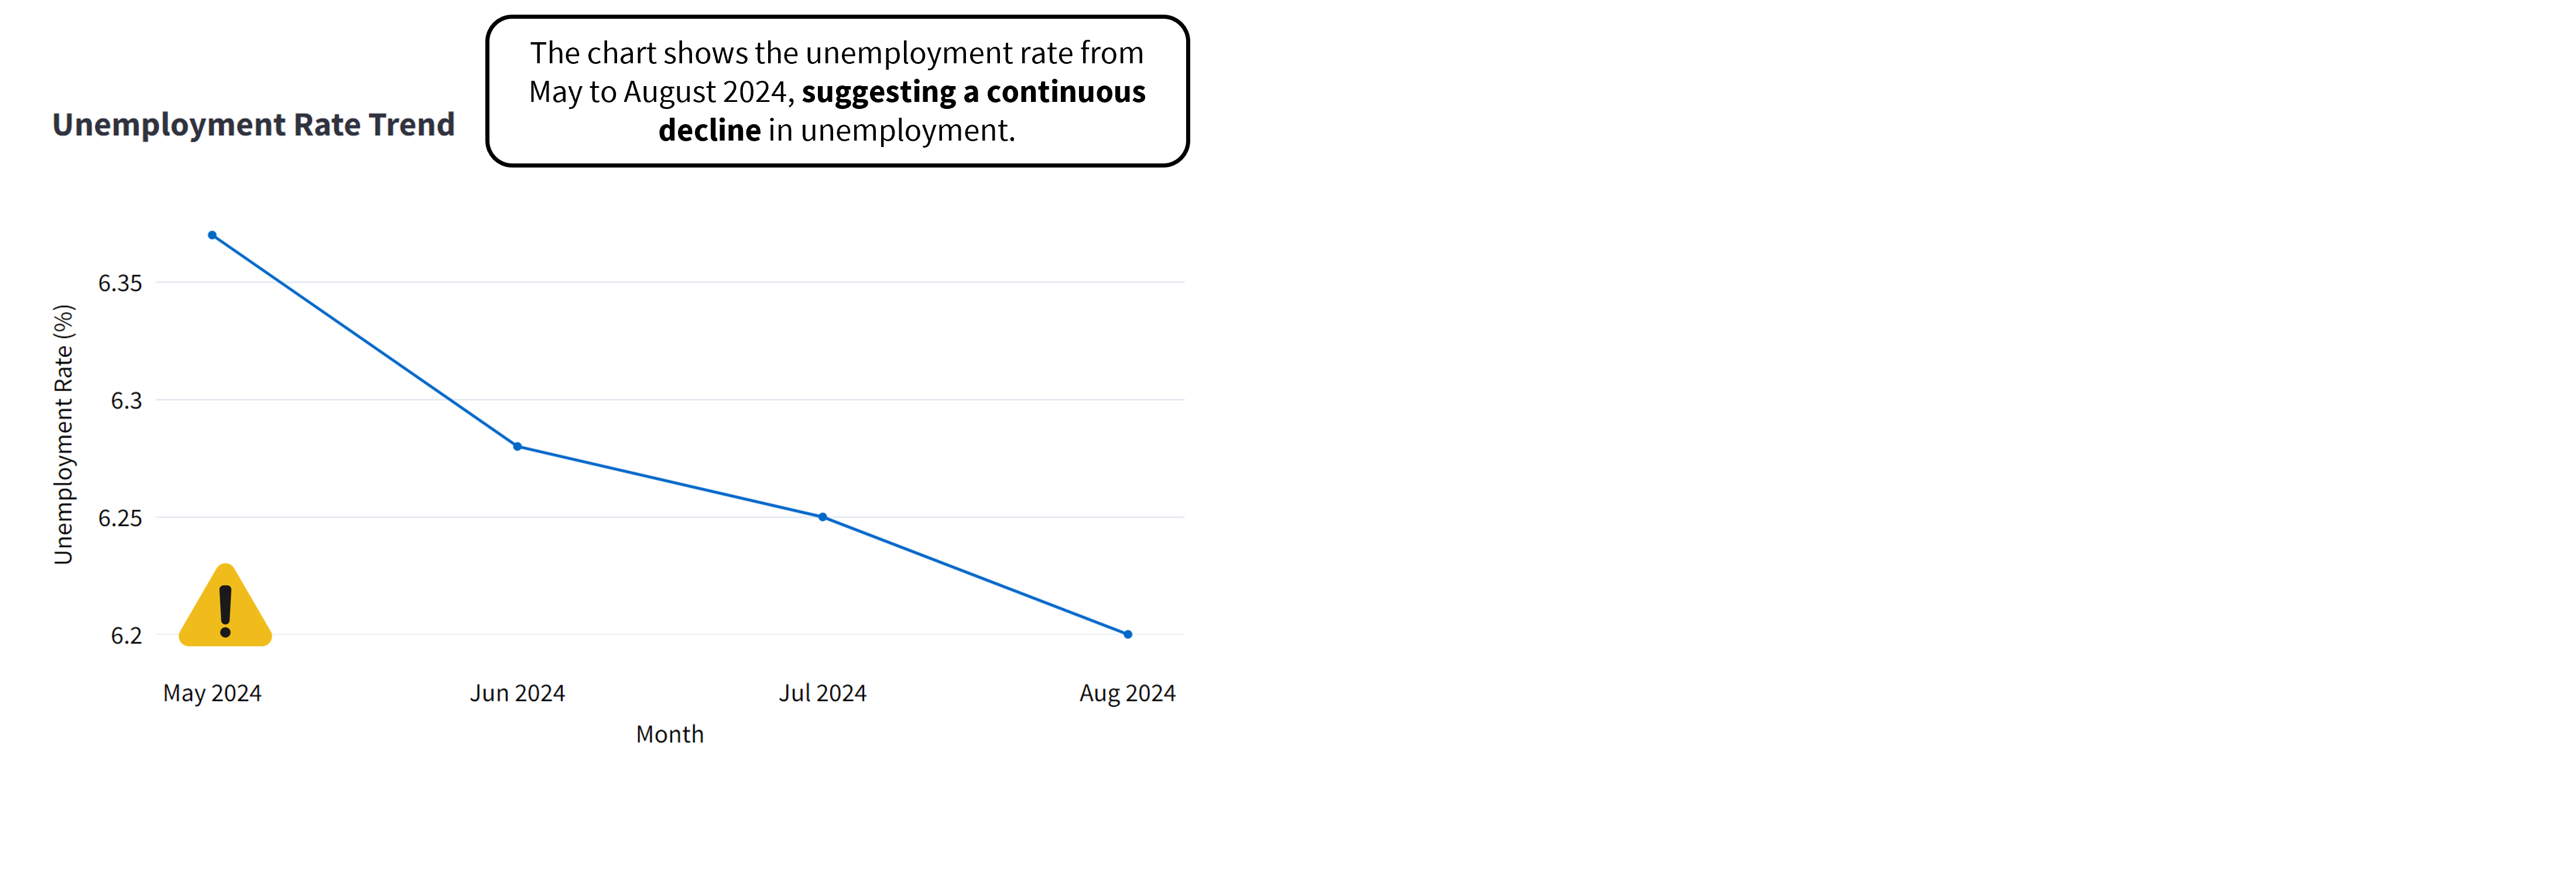 The chart shows the unemployment rate from
May to August 2024, suggesting a continuous
decline in unemployment.
Unemployment Rate Trend
Unemployment Rate (%)
6.35
6.3
6.25
6.2
May 2024 Jun 2024 Jul 2024 Aug 2024
Month